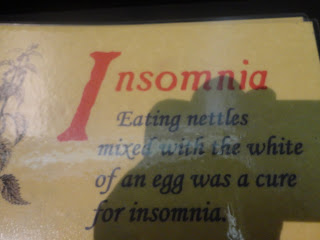 Insomnia
Eating nettles
mixed with the white
of an egg was a cure
for insomnia.